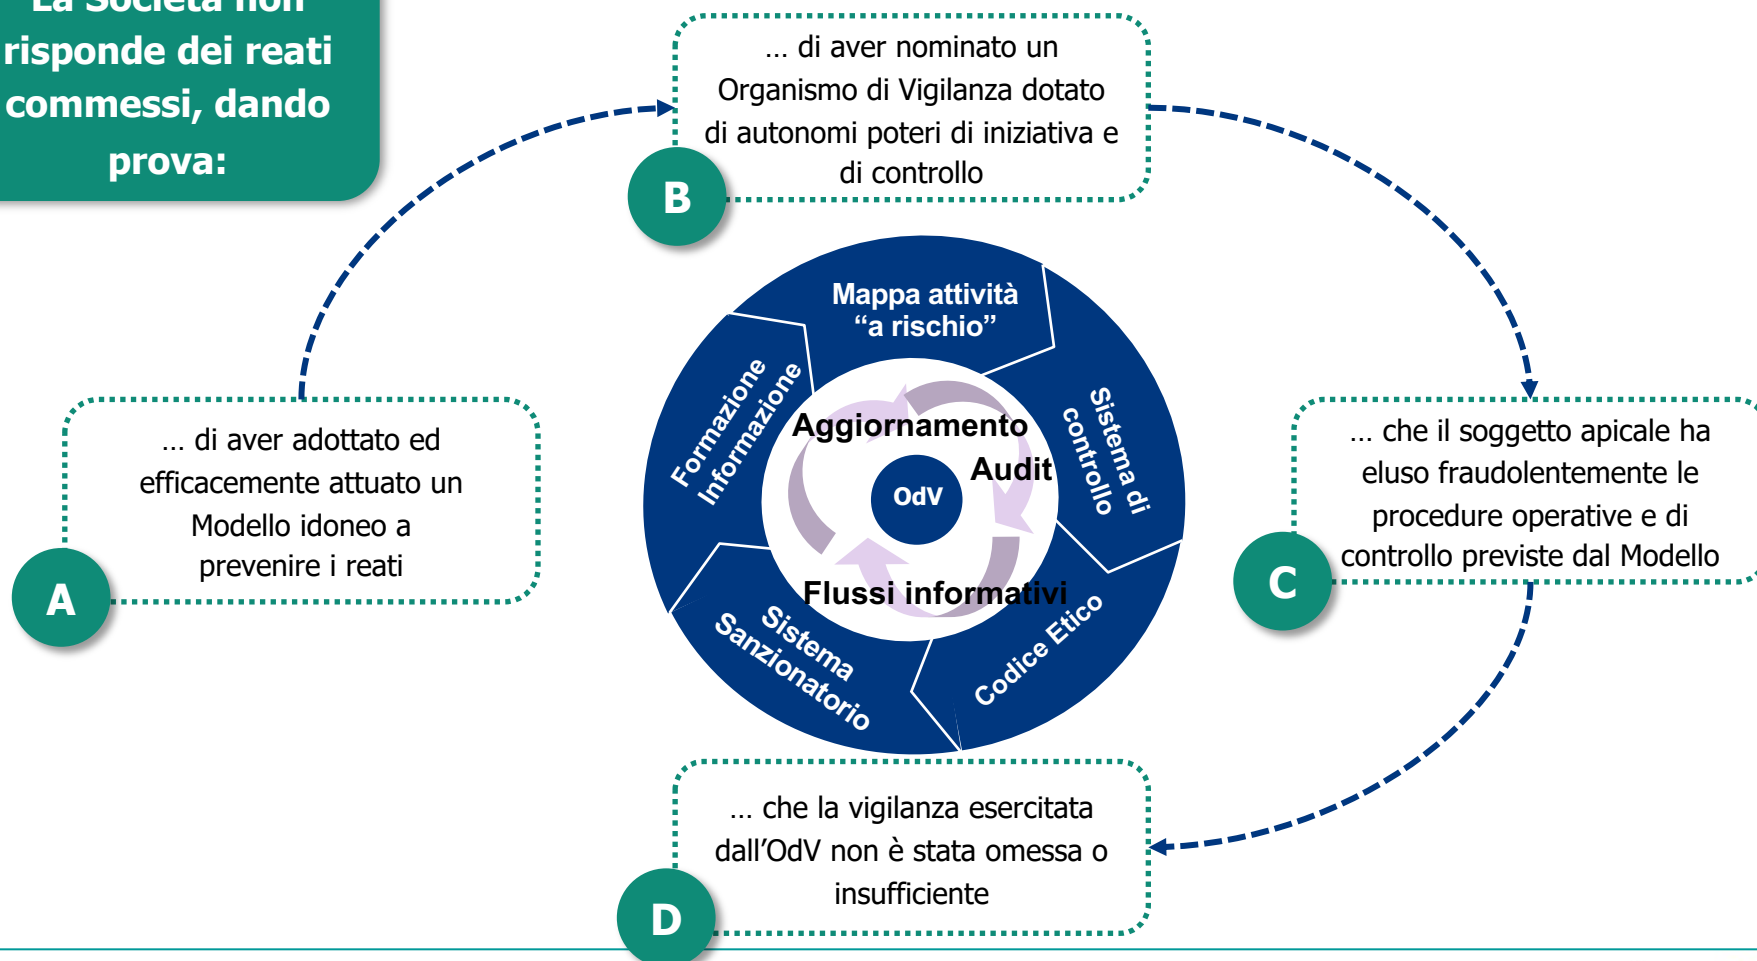 La Società non
risponde dei reati
commessi, dando
prova:
... di aver nominato un
Organismo di Vigilanza dotato
di autonomi poteri di iniziativa e
di controllo
B
... di aver adottato ed
efficacemente attuato un
Modello idoneo a
prevenire i reati
A
Mappa attività
“a rischio”
Sistema di
controllo
Codice Etico
Sistema
Sanzionatorio
Formazione
Informazione
Aggiornamento
Audit
OdV
Flussi informativi
... che il soggetto apicale ha
eluso fraudolentemente le
procedure operative e di
controllo previste dal Modello
C
... che la vigilanza esercitata
dall’OdV non è stata omessa o
insufficiente
D